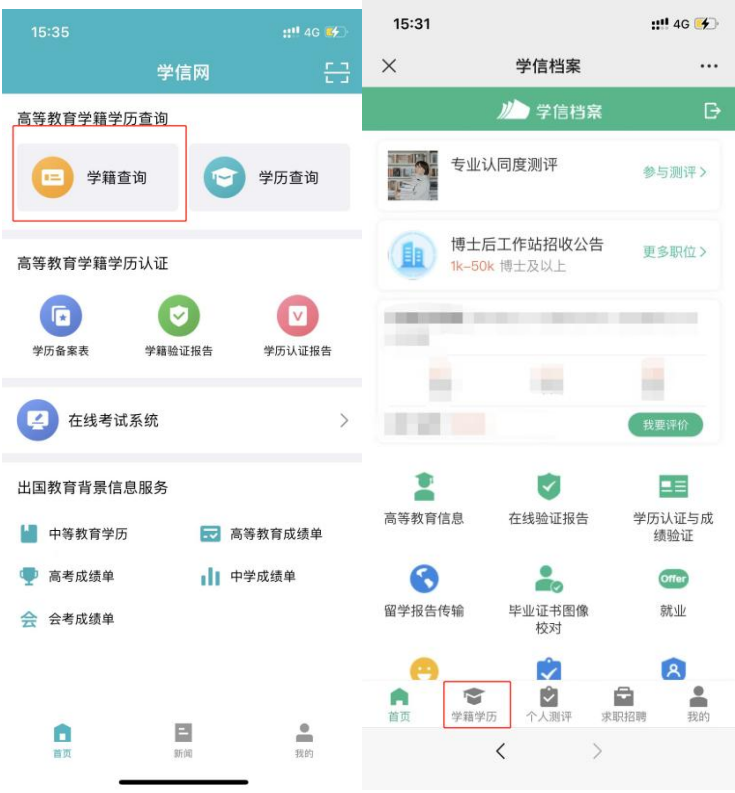 15:35
4G
学信网
高等教育学籍学历查询
学籍查询
学历查询
高等教育学籍学历认证
学历备案表
学籍验证报告
学历认证报告
在线考试系统
出国教育背景信息服务
中等教育学历
高等教育成绩单
高考成绩单
中学成绩单
会
会考成绩单
首页
新闻
我的
15:31
4G
学信档案
学信档案
专业认同度测评
参与测评
博士后工作站招收公告
1k-50k 博士及以上
更多职位
我要评价
高等教育信息
在线验证报告
学历认证与成
绩验证
留学报告传输
毕业证书图像
校对
Offer
就业
首页
学籍学历
个人测评
求职招聘
我的